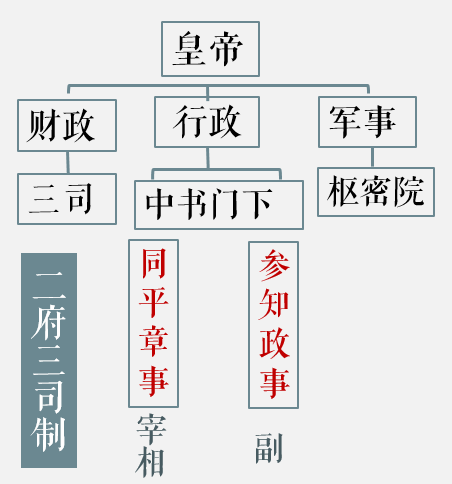 皇帝
财政
行政
军事
三司
中书门下
枢密院
二府三司制
同平章事
参知政事
宰相
副